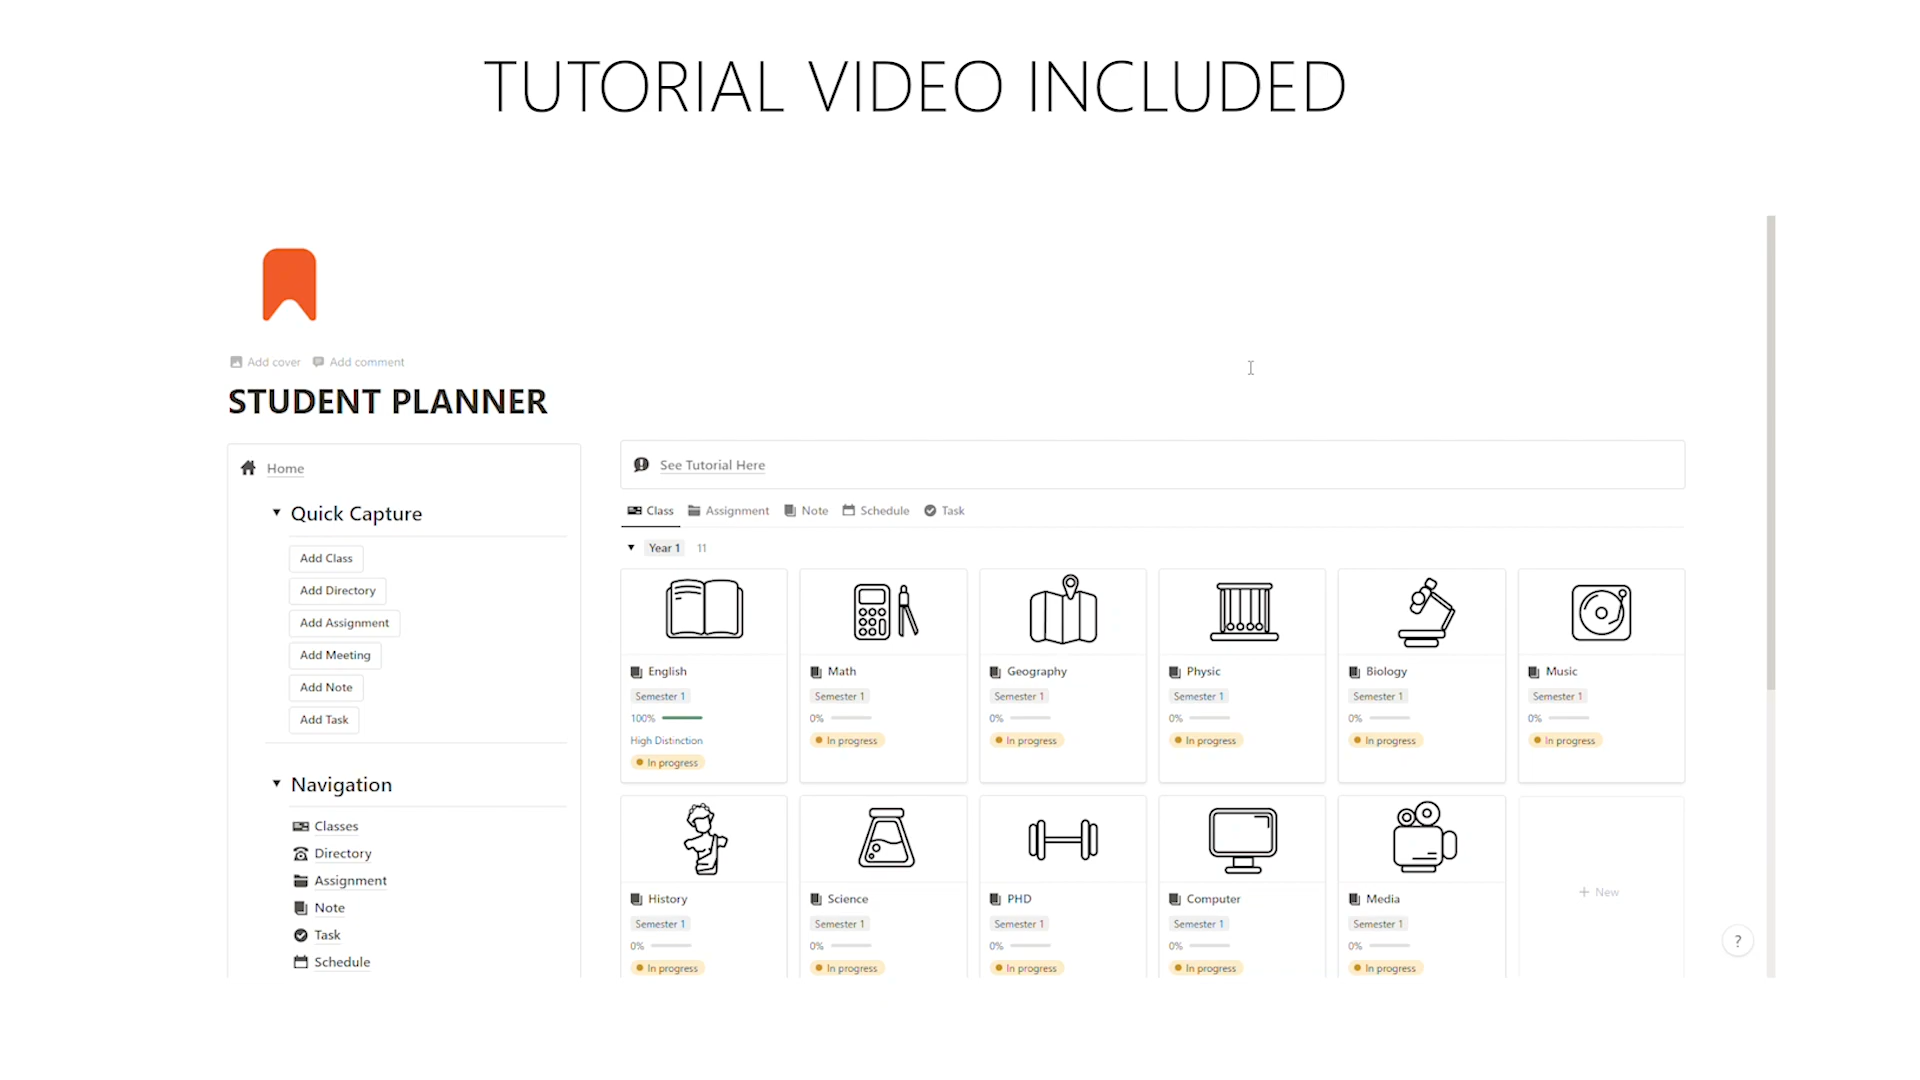 TUTORIAL VIDEO INCLUDED
Add cover Add comment
STUDENT PLANNER
Home
Quick Capture
Add Class
Add Directory
Add Assignment
Add Meeting
Add Note
Add Task
Navigation
Classes
Directory
Assignment
Note
Task
Schedule
See Tutorial Here
Class Assignment Note Schedule Task
Year 1 11
English
Semester 1
100%
High Distinction
In progress
Math
Semester 1
0%
In progress
Geography
Semester 1
0%
In progress
Physic
Semester 1
0%
In progress
Biology
Semester 1
0%
In progress
Music
Semester 1
0%
In progress
History
Semester 1
0%
In progress
Science
Semester 1
0%
In progress
PHD
Semester 1
0%
In progress
Computer
Semester 1
0%
In progress
Media
Semester 1
0%
In progress
+ New
?